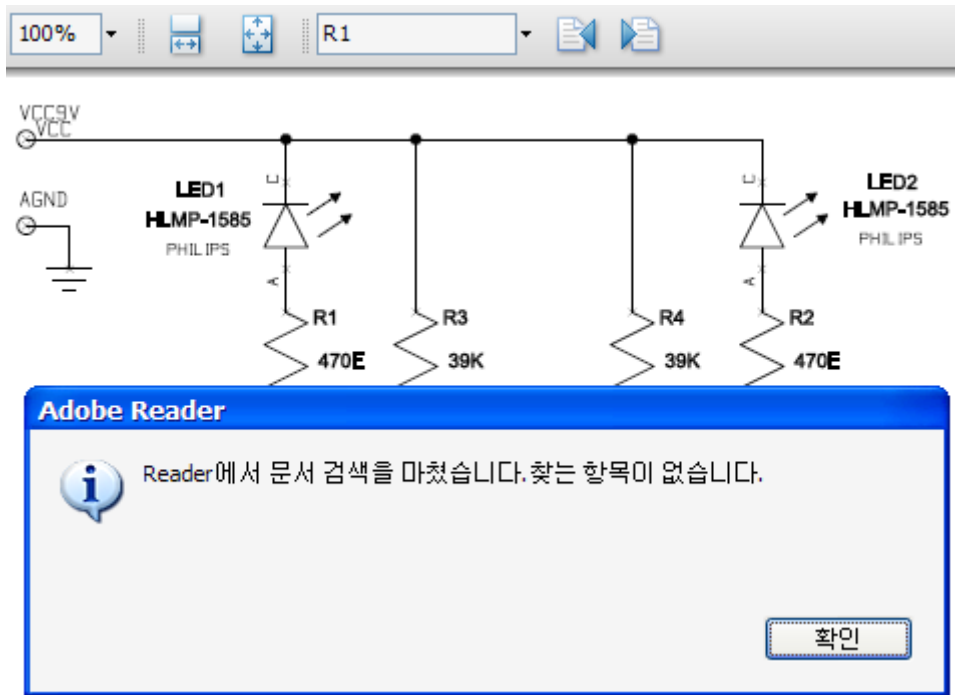 100%
R1
VCC9V
VCC
AGND
LED1
HLMP-1585
PHILIPS
C
A
R1
470E
R3
39K
R4
39K
C
A
LED2
HLMP-1585
PHILIPS
R2
470E
Adobe Reader
Reader에서 문서 검색을 마쳤습니다.찾는 항목이 없습니다.
확인